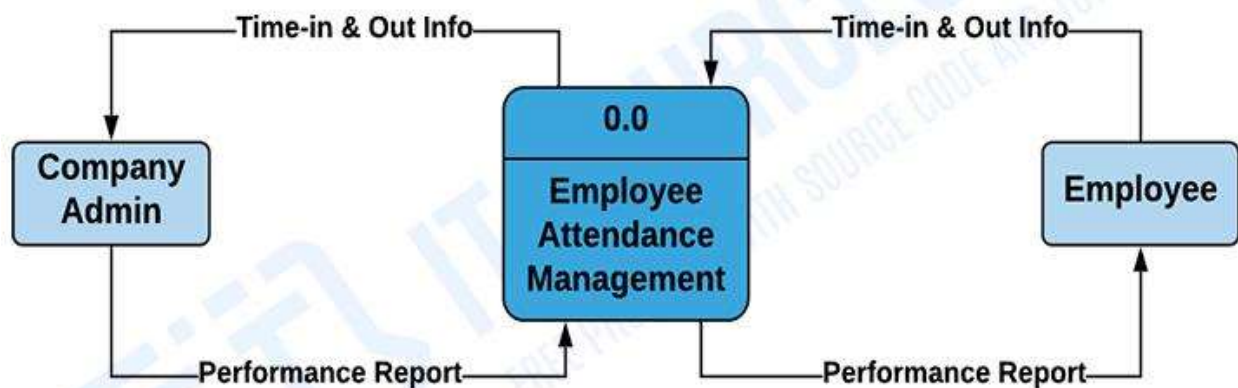 Time-in & Out Info
Time-in & Out Info
0.0
Company
Admin
Employee
Attendance
Management
Employee
Performance Report
Performance Report